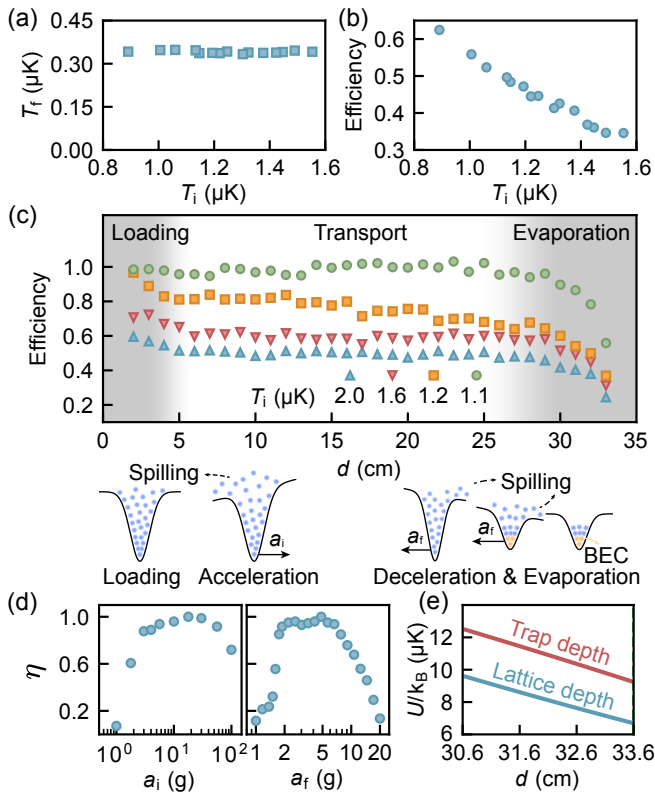 (a)
0.45
0.30
0.15
0.00
T_f (μK)
0.8 1.0 1.2 1.4 1.6
T_i (μK)
(b)
0.6
0.4
0.2
Efficiency
0.8 1.0 1.2 1.4 1.6
T_i (μK)
(c)
Loading Transport Evaporation
1.0
0.8
0.6
0.4
0.2
Efficiency
T_i (μK) 2.0 1.6 1.2 1.1
0 5 10 15 20 25 30 35
d (cm)
Spilling
a_i
Loading Acceleration
Spilling
a_f
a_f
BEC
Deceleration & Evaporation
(d)
1.0
0.6
0.2
η
10^0 10^1 10^2
a_i (g)
1 2 5 10 20
a_f (g)
(e)
12
10
8
6
U/k_B (μK)
Trap depth
Lattice depth
30.6 31.6 32.6 33.6
d (cm)